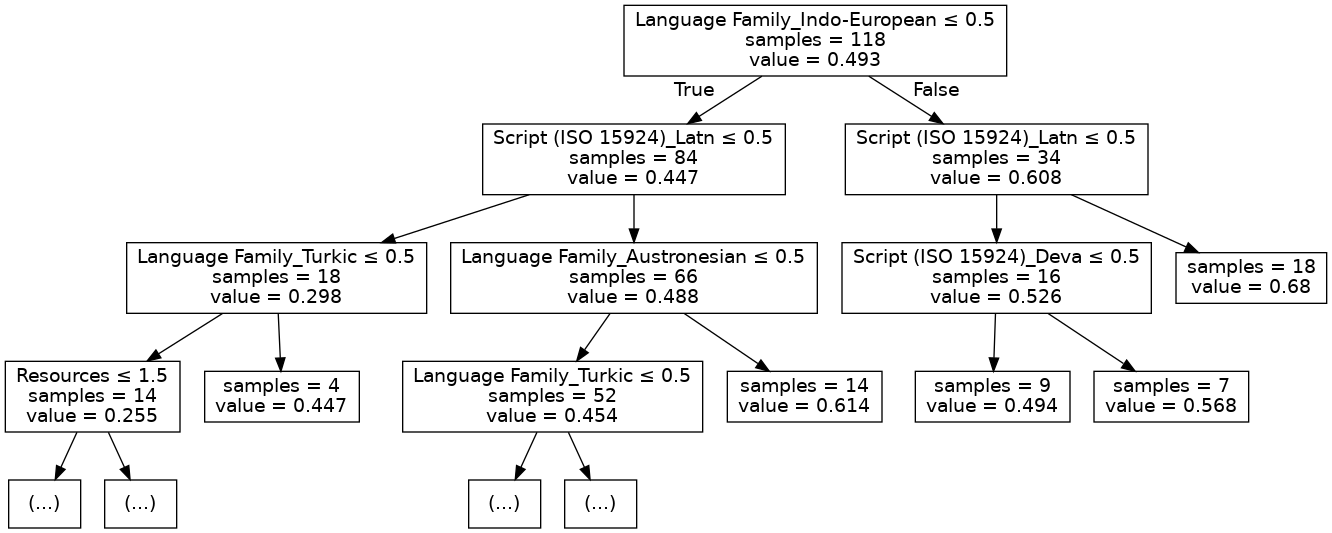 Language Family_Indo-European ≤ 0.5
samples = 118
value = 0.493
True
False
Script (ISO 15924)_Latn ≤ 0.5
samples = 84
value = 0.447
Script (ISO 15924)_Latn ≤ 0.5
samples = 34
value = 0.608
Language Family_Turkic ≤ 0.5
samples = 18
value = 0.298
Language Family_Austronesian ≤ 0.5
samples = 66
value = 0.488
Script (ISO 15924)_Deva ≤ 0.5
samples = 16
value = 0.526
samples = 18
value = 0.68
Resources ≤ 1.5
samples = 14
value = 0.255
samples = 4
value = 0.447
Language Family_Turkic ≤ 0.5
samples = 52
value = 0.454
samples = 14
value = 0.614
samples = 9
value = 0.494
samples = 7
value = 0.568
(...)
(...)
(...)
(...)